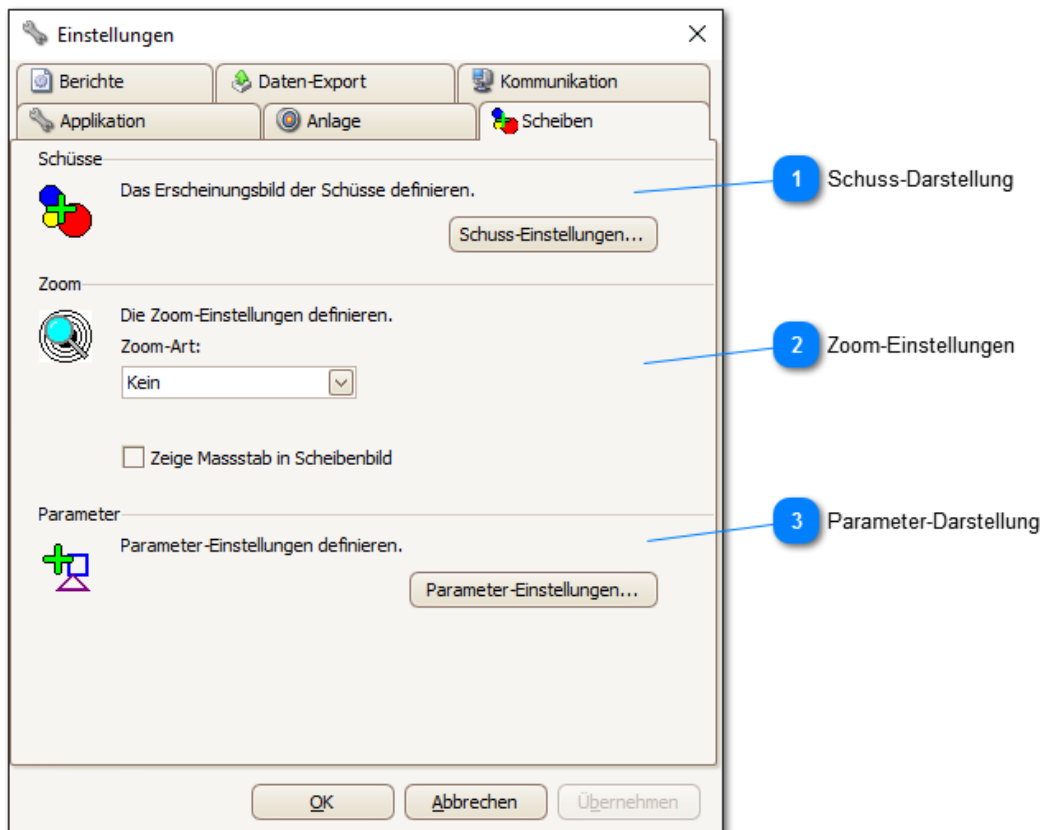 Einstellungen
Berichte
Daten-Export
Kommunikation
Applikation
Anlage
Scheiben
Schüsse
Das Erscheinungsbild der Schüsse definieren.
1 Schuss-Darstellung
Schuss-Einstellungen...
Zoom
Die Zoom-Einstellungen definieren.
Zoom-Art:
2 Zoom-Einstellungen
Kein
Zeige Massstab in Scheibenbild
Parameter
3 Parameter-Darstellung
Parameter-Einstellungen definieren.
Parameter-Einstellungen...
OK
Abbrechen
Übernehmen